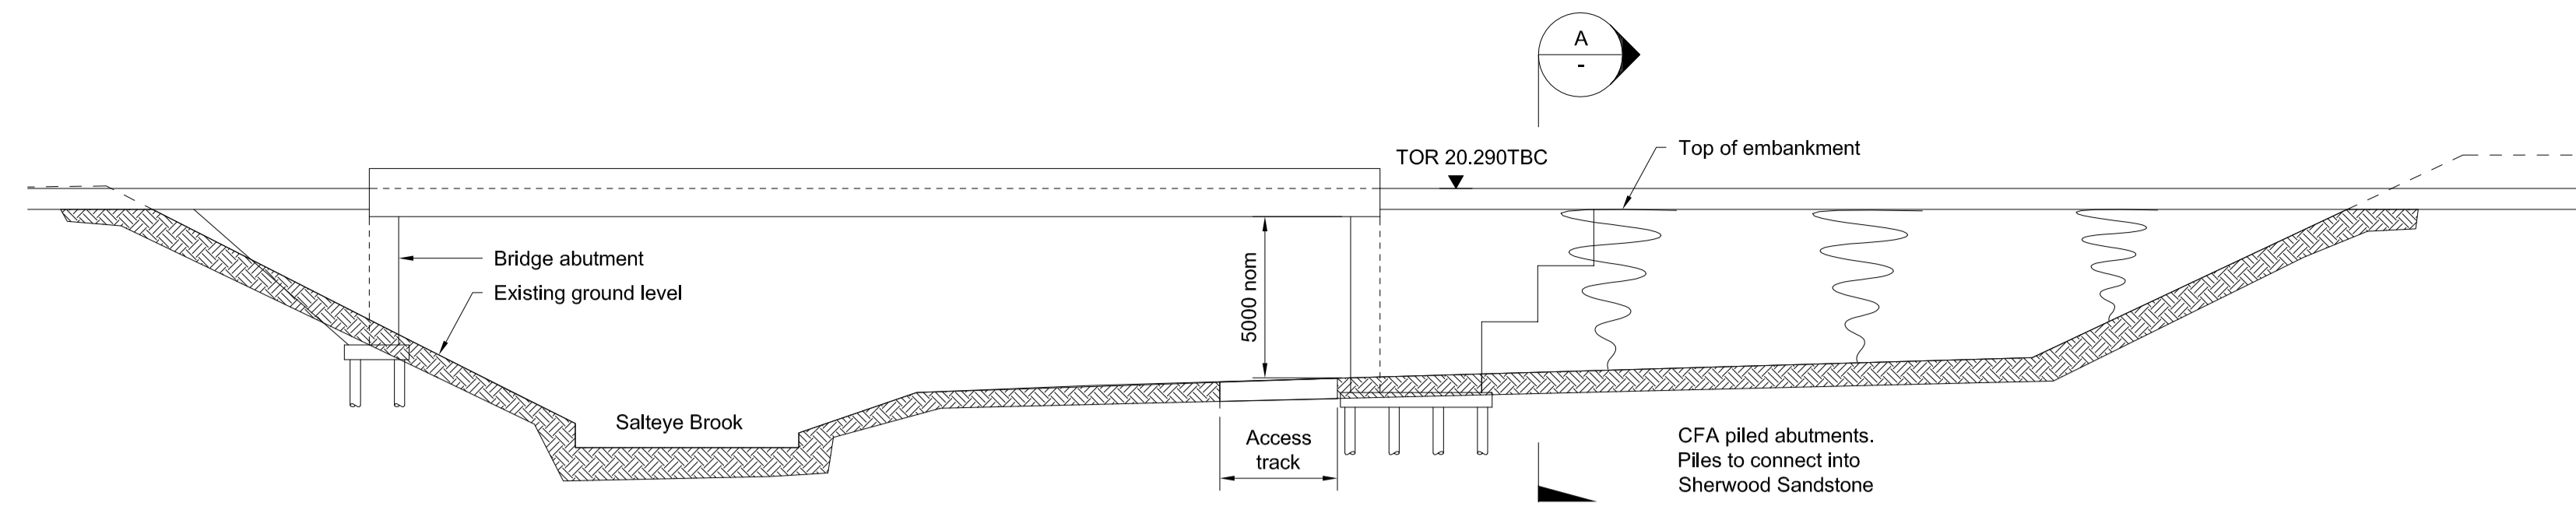 A
-
TOR 20.290TBC
Top of embankment
Bridge abutment
Existing ground level
5000 nom
Salteye Brook
Access
track
CFA piled abutments.
Piles to connect into
Sherwood Sandstone